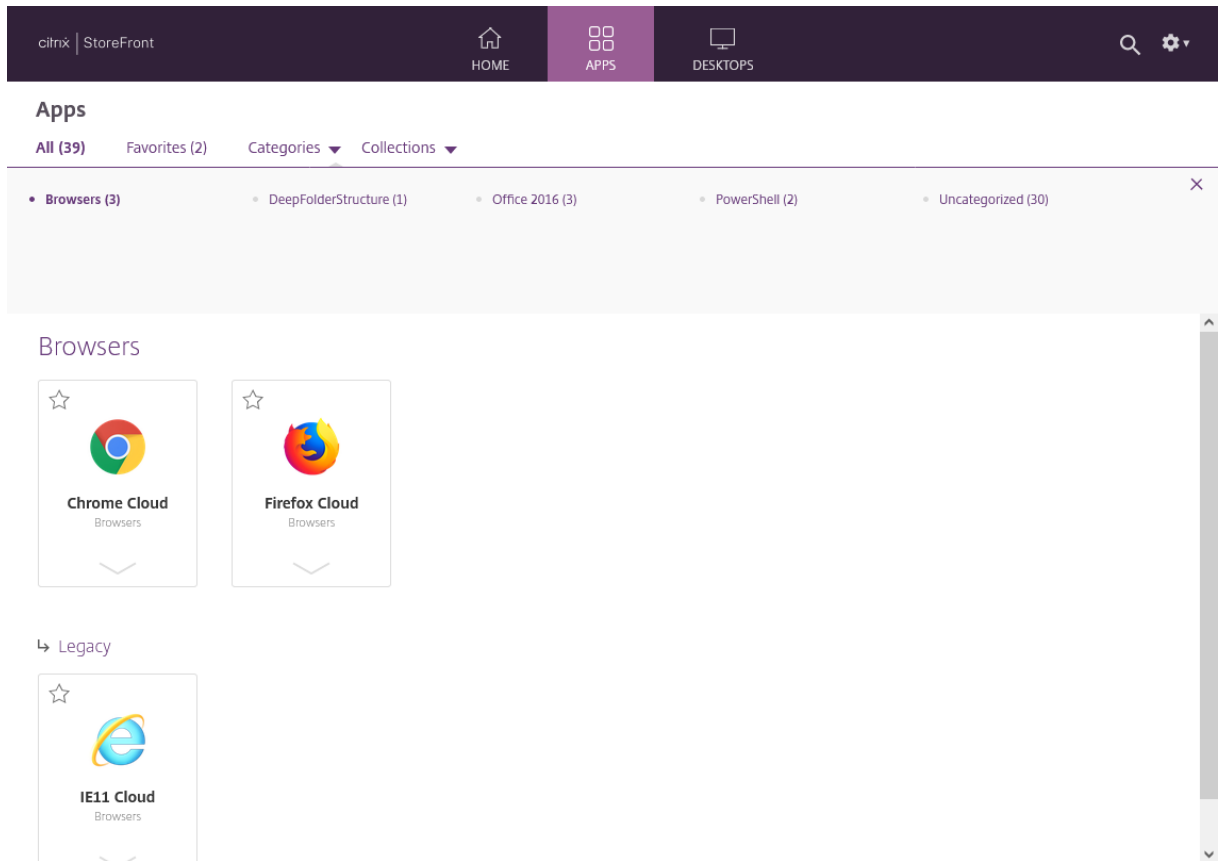 citrix | StoreFront
HOME
APPS
DESKTOPS
Apps
All (39) Favorites (2) Categories Collections
Browsers (3) DeepFolderStructure (1) Office 2016 (3) PowerShell (2) Uncategorized (30)
Browsers
Chrome Cloud
Browsers
Firefox Cloud
Browsers
Legacy
IE11 Cloud
Browsers